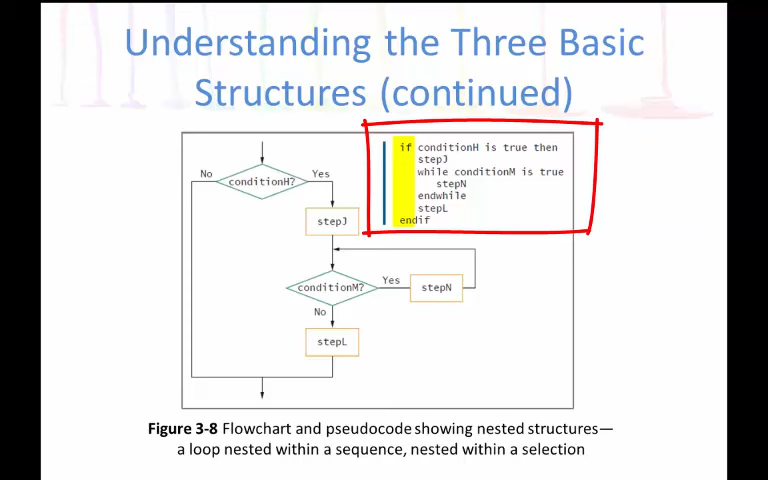 Understanding the Three Basic
Structures (continued)
if conditionH is true then
stepJ
while conditionM is true
stepN
endwhile
stepL
endif
No
conditionH?
Yes
stepJ
conditionM?
Yes
stepN
No
stepL
Figure 3-8 Flowchart and pseudocode showing nested structures—
a loop nested within a sequence, nested within a selection